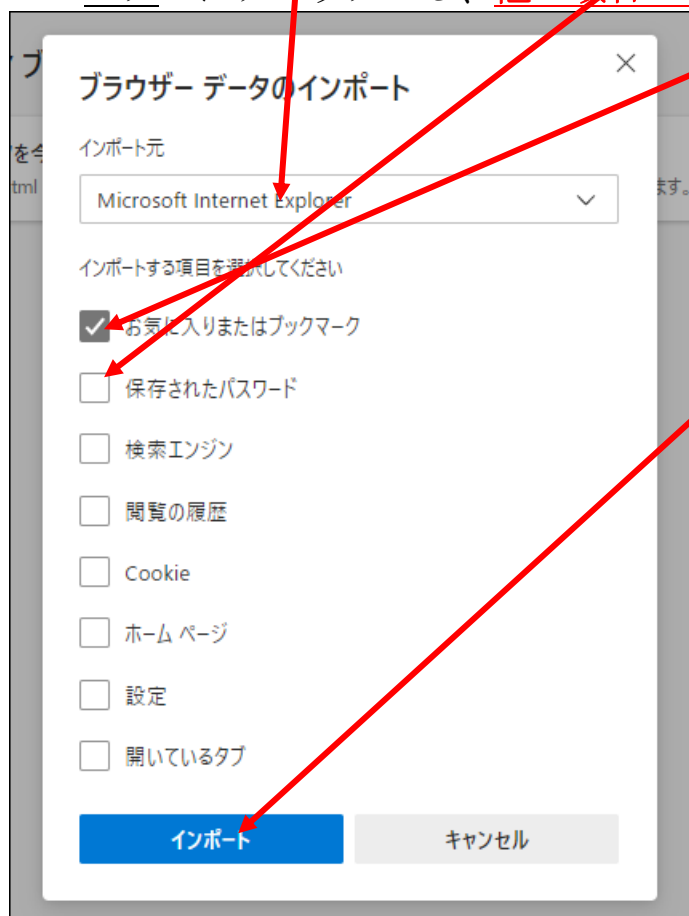 ブラウザー データのインポート
インポート元
を今
tml
Microsoft Internet Explorer
ます。
インポートする項目を選択してください
お気に入りまたはブックマーク
保存されたパスワード
検索エンジン
閲覧の履歴
Cookie
ホーム ページ
設定
開いているタブ
インポート
キャンセル